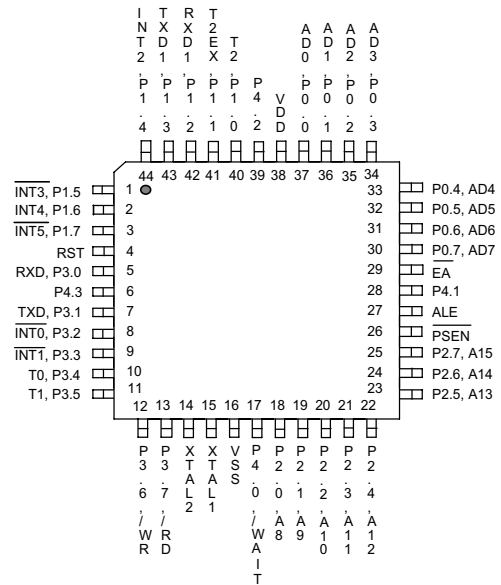 INT2, P1.4
TXD1, P1.3
RXD1, P1.2
T2EX, P1.1
T2, P1.0
P4.2
VDD
AD0, P0.0
AD1, P0.1
AD2, P0.2
AD3, P0.3
44 43 42 41 40 39 38 37 36 35 34
INT3, P1.5 1
INT4, P1.6 2
INT5, P1.7 3
RST 4
RXD, P3.0 5
P4.3 6
TXD, P3.1 7
INT0, P3.2 8
INT1, P3.3 9
T0, P3.4 10
T1, P3.5 11
33 P0.4, AD4
32 P0.5, AD5
31 P0.6, AD6
30 P0.7, AD7
29 EA
28 P4.1
27 ALE
26 PSEN
25 P2.7, A15
24 P2.6, A14
23 P2.5, A13
12 13 14 15 16 17 18 19 20 21 22
P3.6, /WR
P3.7, /RD
XTAL2
XTAL1
VSS
P4.0, /WAIT
P2.0, A8
P2.1, A9
P2.2, A10
P2.3, A11
P2.4, A12